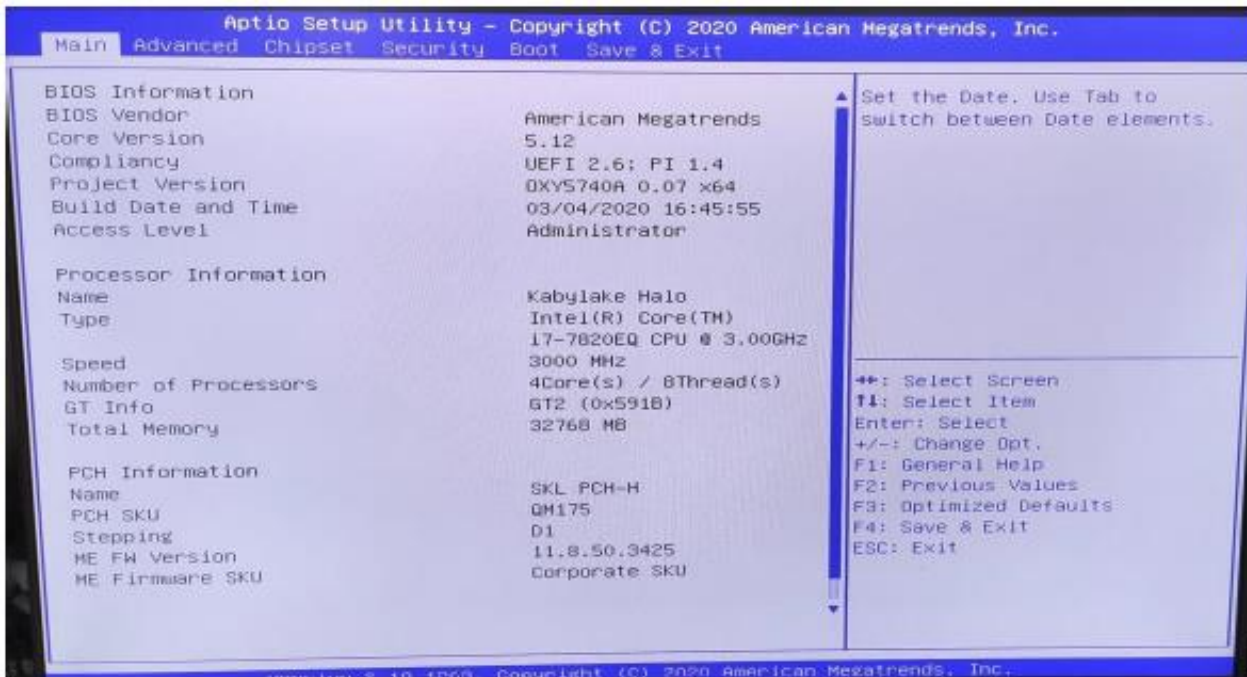 Aptio Setup Utility - Copyright (C) 2020 American Megatrends, Inc.
Main Advanced Chipset Security Boot Save & Exit
BIOS Information
BIOS Vendor American Megatrends
Core Version 5.12
Compliancy UEFI 2.6; PI 1.4
Project Version OXY5740A 0.07 x64
Build Date and Time 03/04/2020 16:45:55
Access Level Administrator
Processor Information
Name Kabylake Halo
Type Intel(R) Core(TM)
i7-7820EQ CPU @ 3.00GHz
Speed 3000 MHz
Number of Processors 4Core(s) / 8Thread(s)
GT Info GT2 (0x591B)
Total Memory 32768 MB
PCH Information
Name SKL PCH-H
PCH SKU QM175
Stepping D1
ME FW Version 11.8.50.3425
ME Firmware SKU Corporate SKU
Set the Date. Use Tab to
switch between Date elements.
→←: Select Screen
↑↓: Select Item
Enter: Select
+/-: Change Opt.
F1: General Help
F2: Previous Values
F3: Optimized Defaults
F4: Save & Exit
ESC: Exit
Copyright (C) 2020 American Megatrends, Inc.